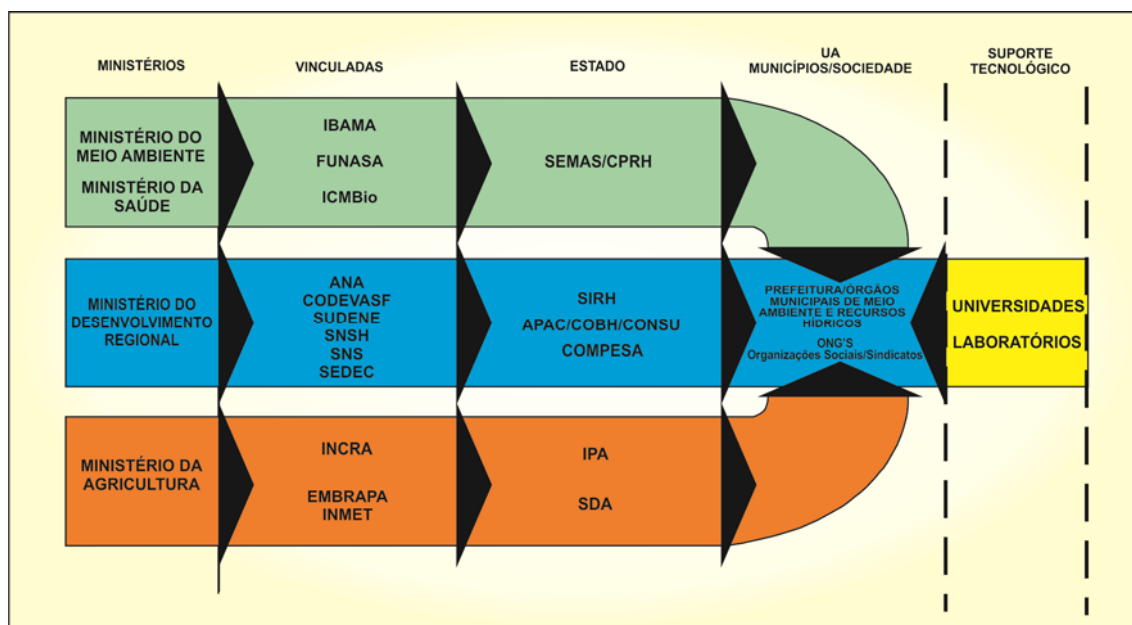 MINISTÉRIOS
VINCULADAS
ESTADO
UA
MUNICÍPIOS/SOCIEDADE
SUPORTE
TECNOLÓGICO
MINISTÉRIO DO
MEIO AMBIENTE
MINISTÉRIO DA
SAÚDE
IBAMA
FUNASA
ICMBio
SEMAS/CPRH
MINISTÉRIO DO
DESENVOLVIMENTO
REGIONAL
ANA
CODEVASF
SUDENE
SNSH
SNS
SEDEC
SIRH
APAC/COBH/CONSU
COMPESA
PREFEITURA/ÓRGÃOS
MUNICIPAIS DE MEIO
AMBIENTE E RECURSOS
HÍDRICOS
ONG'S
Organizações Sociais/Sindicatos
UNIVERSIDADES
LABORATÓRIOS
MINISTÉRIO DA
AGRICULTURA
INCRA
EMBRAPA
INMET
IPA
SDA